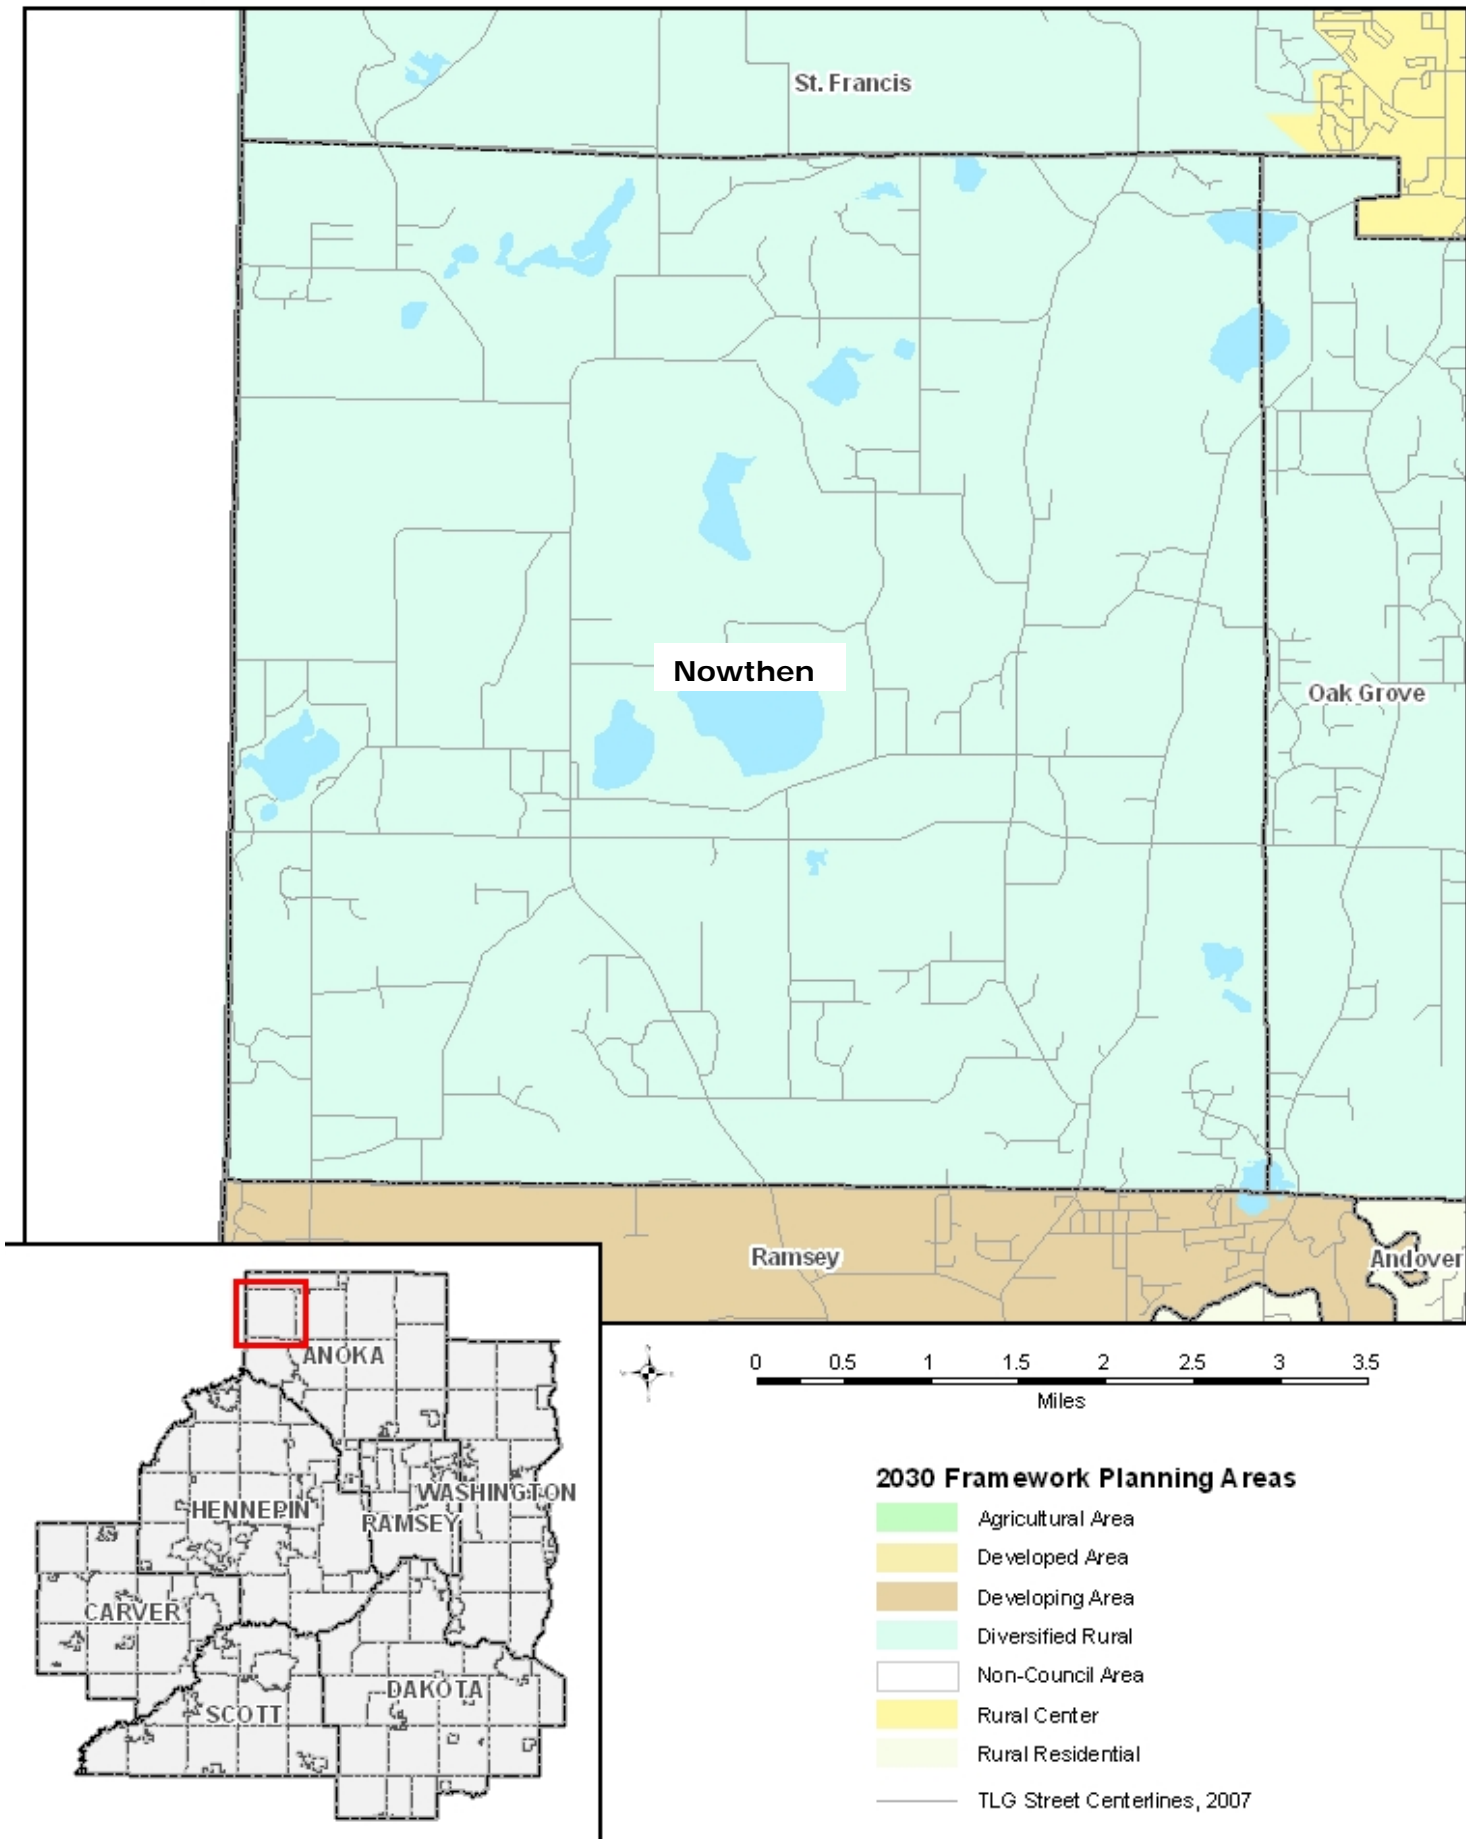 St. Francis
Nowthen
Oak Grove
Ramsey
Andover
ANOKA
HENNEPIN
WASHINGTON
RAMSEY
CARVER
SCOTT
DAKOTA
0 0.5 1 1.5 2 2.5 3 3.5
Miles
2030 Framework Planning Areas
Agricultural Area
Developed Area
Developing Area
Diversified Rural
Non-Council Area
Rural Center
Rural Residential
TLG Street Centerlines, 2007